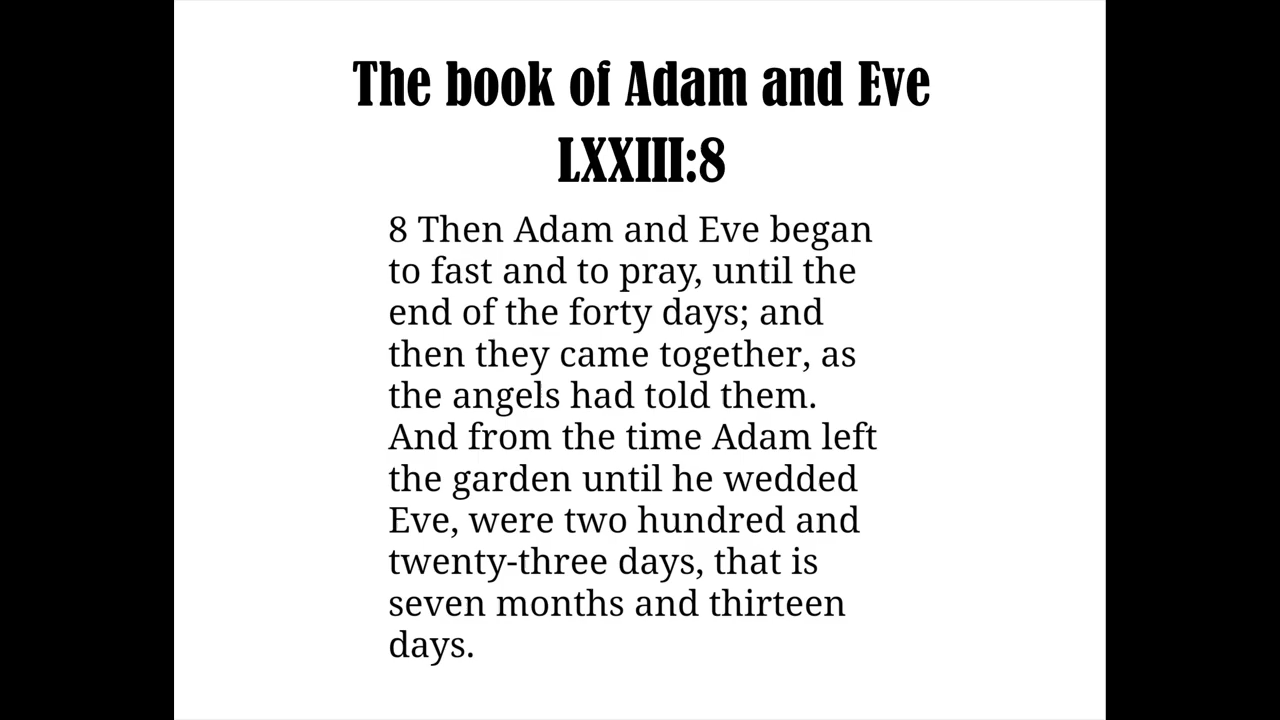 The book of Adam and Eve
LXXIII:8
8 Then Adam and Eve began
to fast and to pray, until the
end of the forty days; and
then they came together, as
the angels had told them.
And from the time Adam left
the garden until he wedded
Eve, were two hundred and
twenty-three days, that is
seven months and thirteen
days.